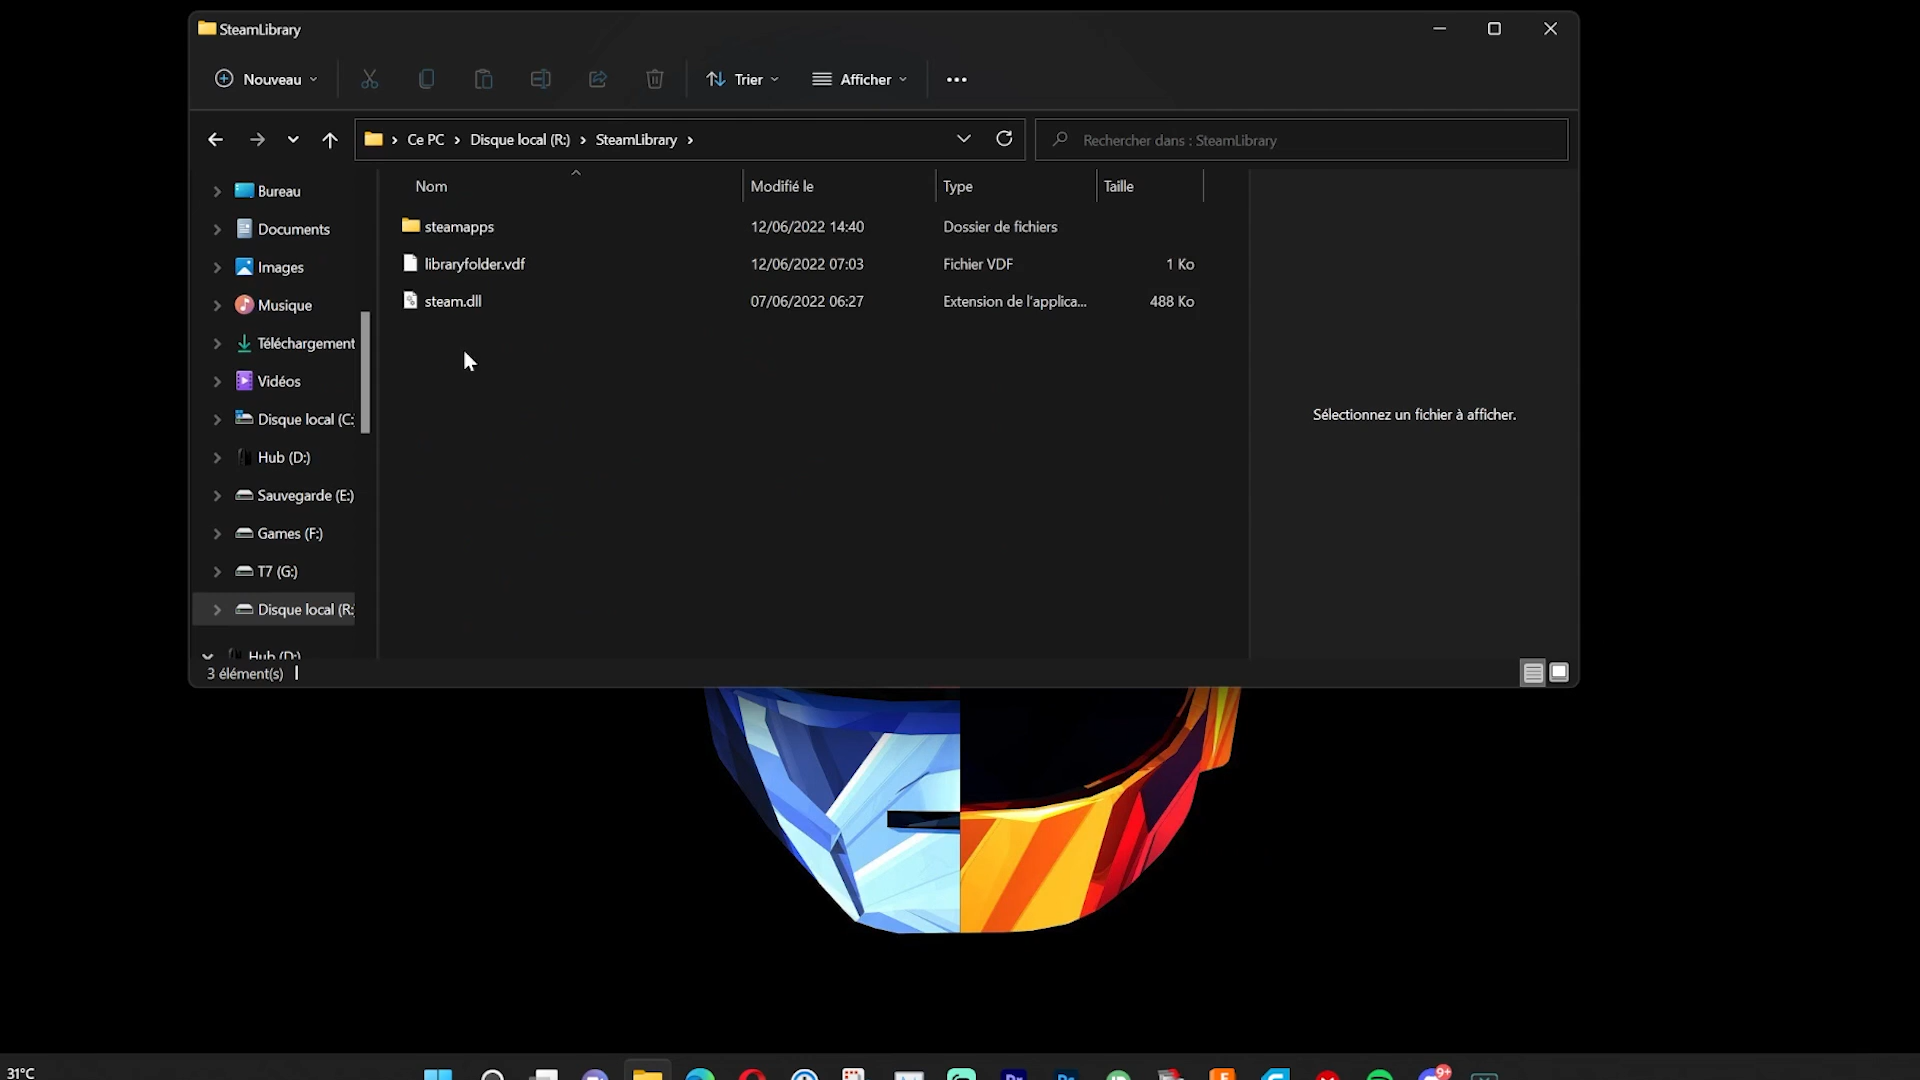 SteamLibrary
Nouveau
Trier
Afficher
Ce PC
Disque local (R:)
SteamLibrary
Rechercher dans : SteamLibrary
Nom
Modifié le
Type
Taille
steamapps
12/06/2022 14:40
Dossier de fichiers
libraryfolder.vdf
12/06/2022 07:03
Fichier VDF
1 Ko
steam.dll
07/06/2022 06:27
Extension de l'applica...
488 Ko
Bureau
Documents
Images
Musique
Téléchargement
Vidéos
Disque local (C:
Hub (D:)
Sauvegarde (E:)
Games (F:)
T7 (G:)
Disque local (R:
Hub (D:)
Sélectionnez un fichier à afficher.
3 élément(s)
31°C
9+